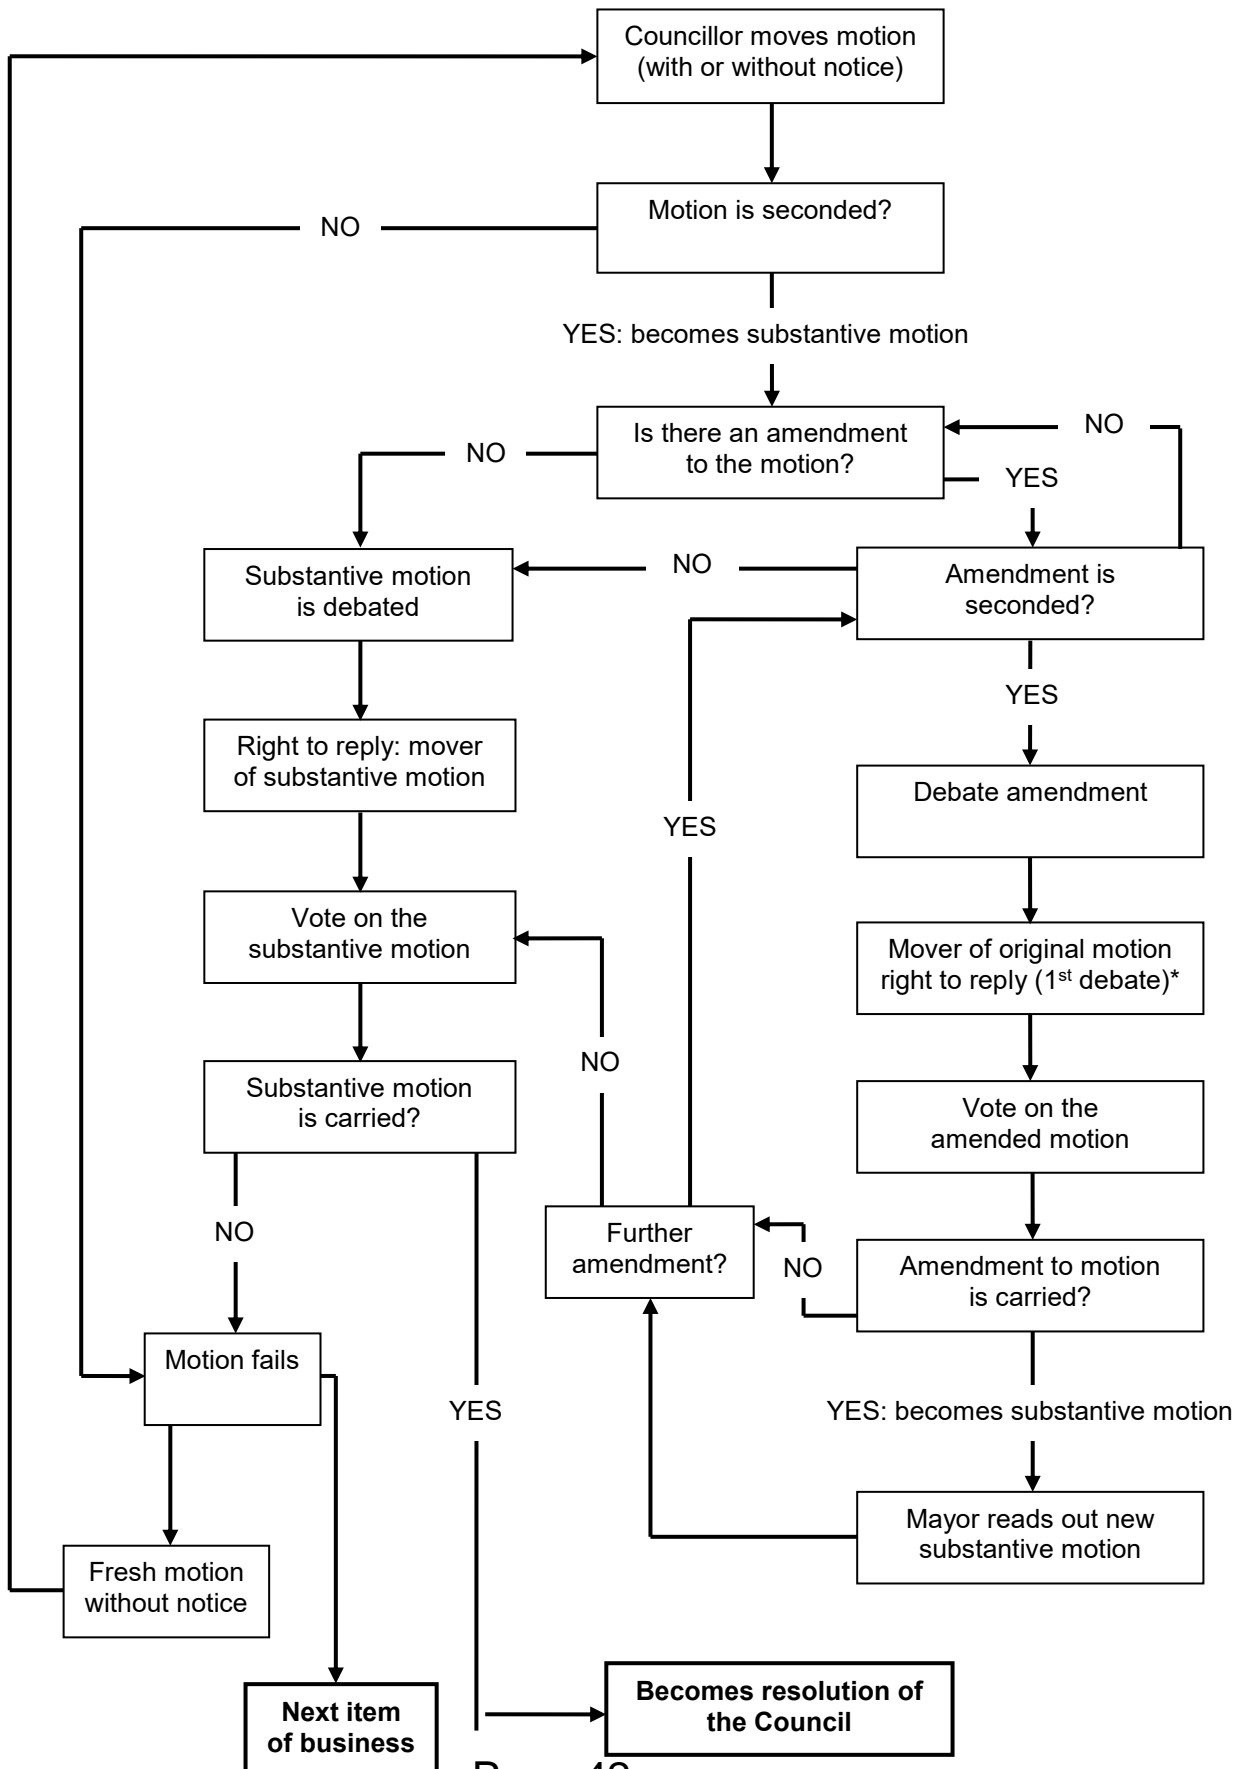 Councillor moves motion
(with or without notice)
Motion is seconded?
NO
YES: becomes substantive motion
Is there an amendment
to the motion?
NO
NO
YES
Substantive motion
is debated
NO
Amendment is
seconded?
YES
Right to reply: mover
of substantive motion
Debate amendment
YES
Vote on the
substantive motion
Mover of original motion
right to reply (1st debate)*
NO
Substantive motion
is carried?
Vote on the
amended motion
NO
Further
amendment?
NO
Amendment to motion
is carried?
Motion fails
YES
YES: becomes substantive motion
Mayor reads out new
substantive motion
Fresh motion
without notice
Becomes resolution of
the Council
Next item
of business